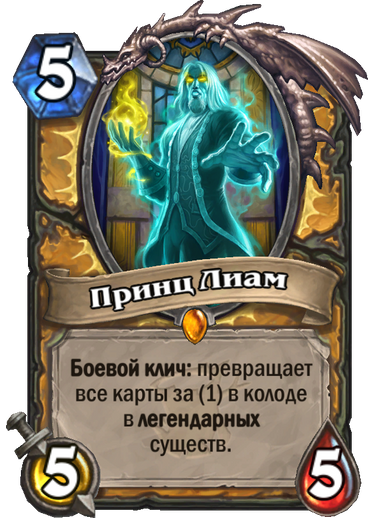 5
Принц Лиам
Боевой клич: превращает
все карты за (1) в колоде
в легендарных
существ.
5
5